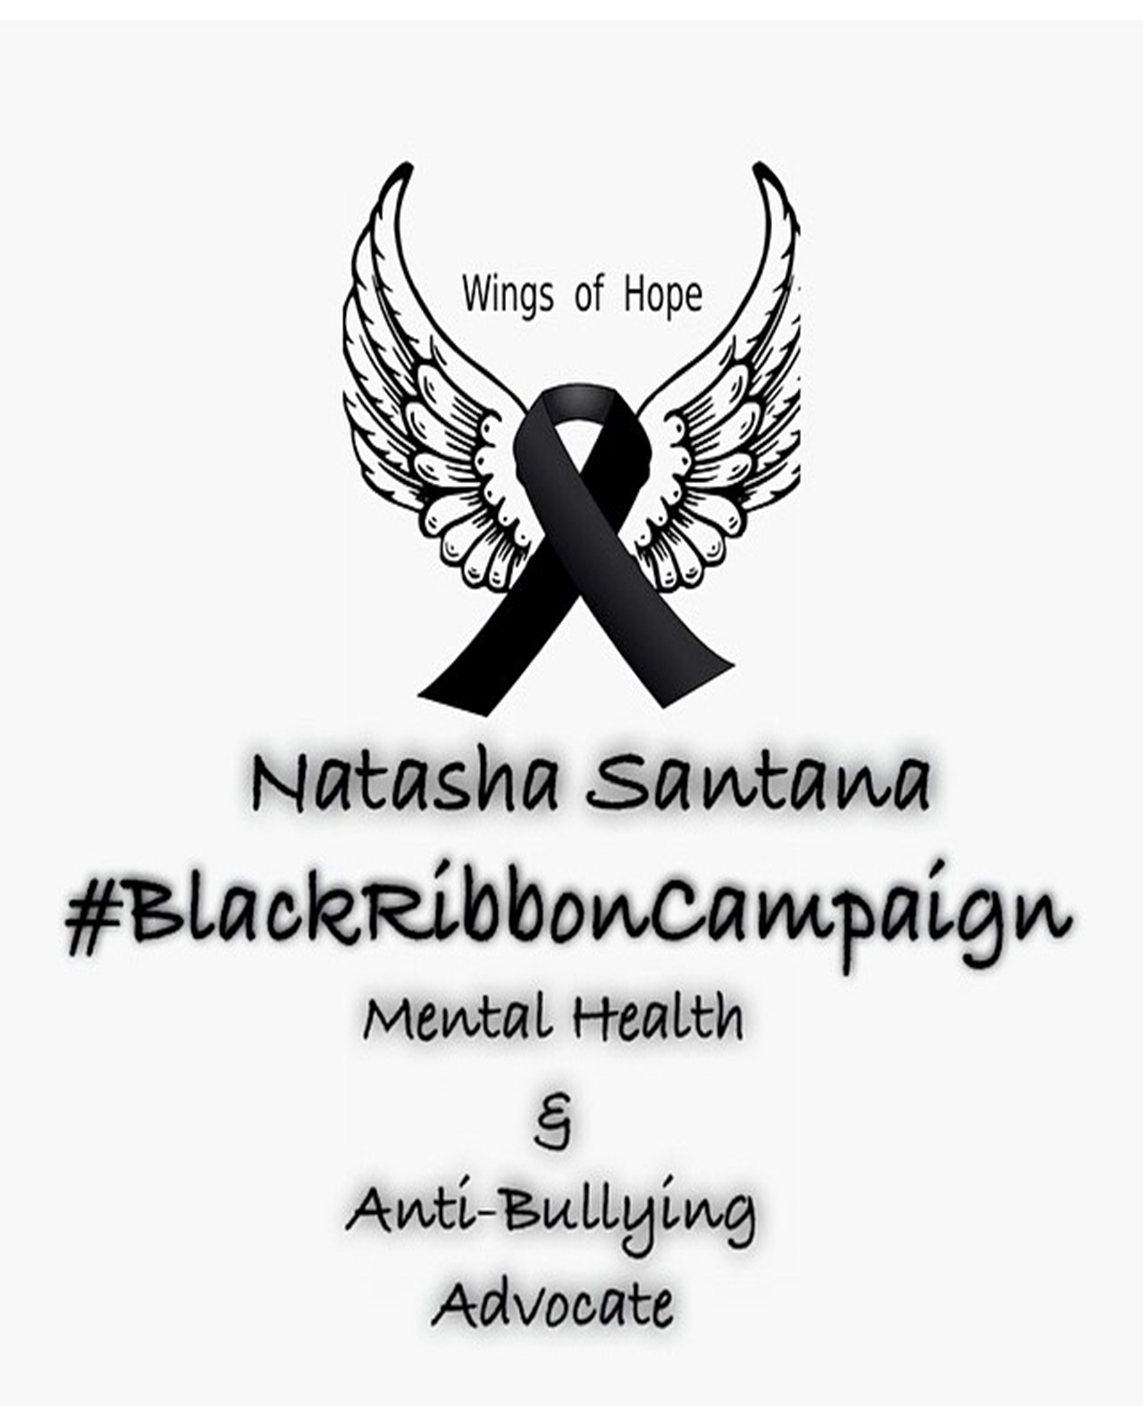 Wings of Hope
Natasha Santana
#BlackRibbonCampaign
Mental Health
&
Anti-Bullying
Advocate